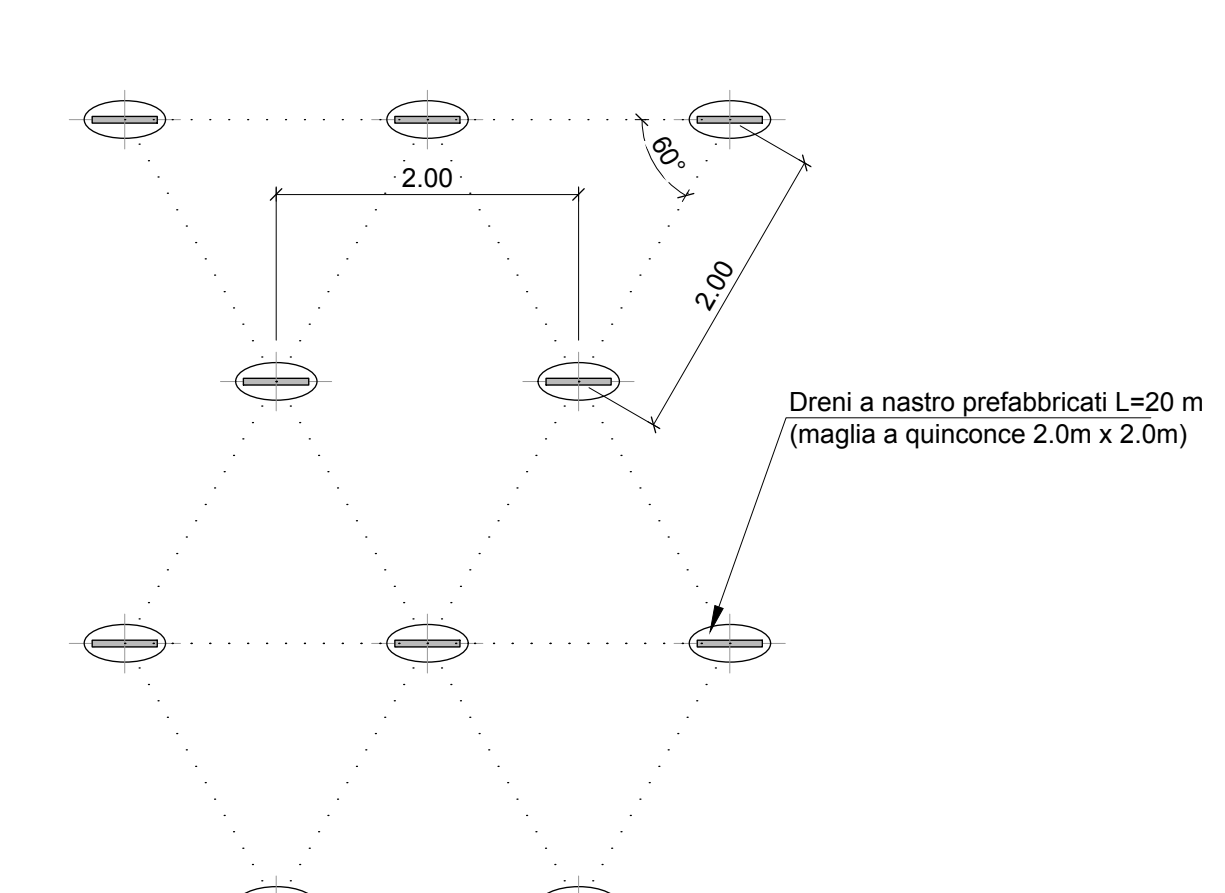 60°
2.00
2.00
Dreni a nastro prefabbricati L=20 m
(maglia a quinconce 2.0m x 2.0m)